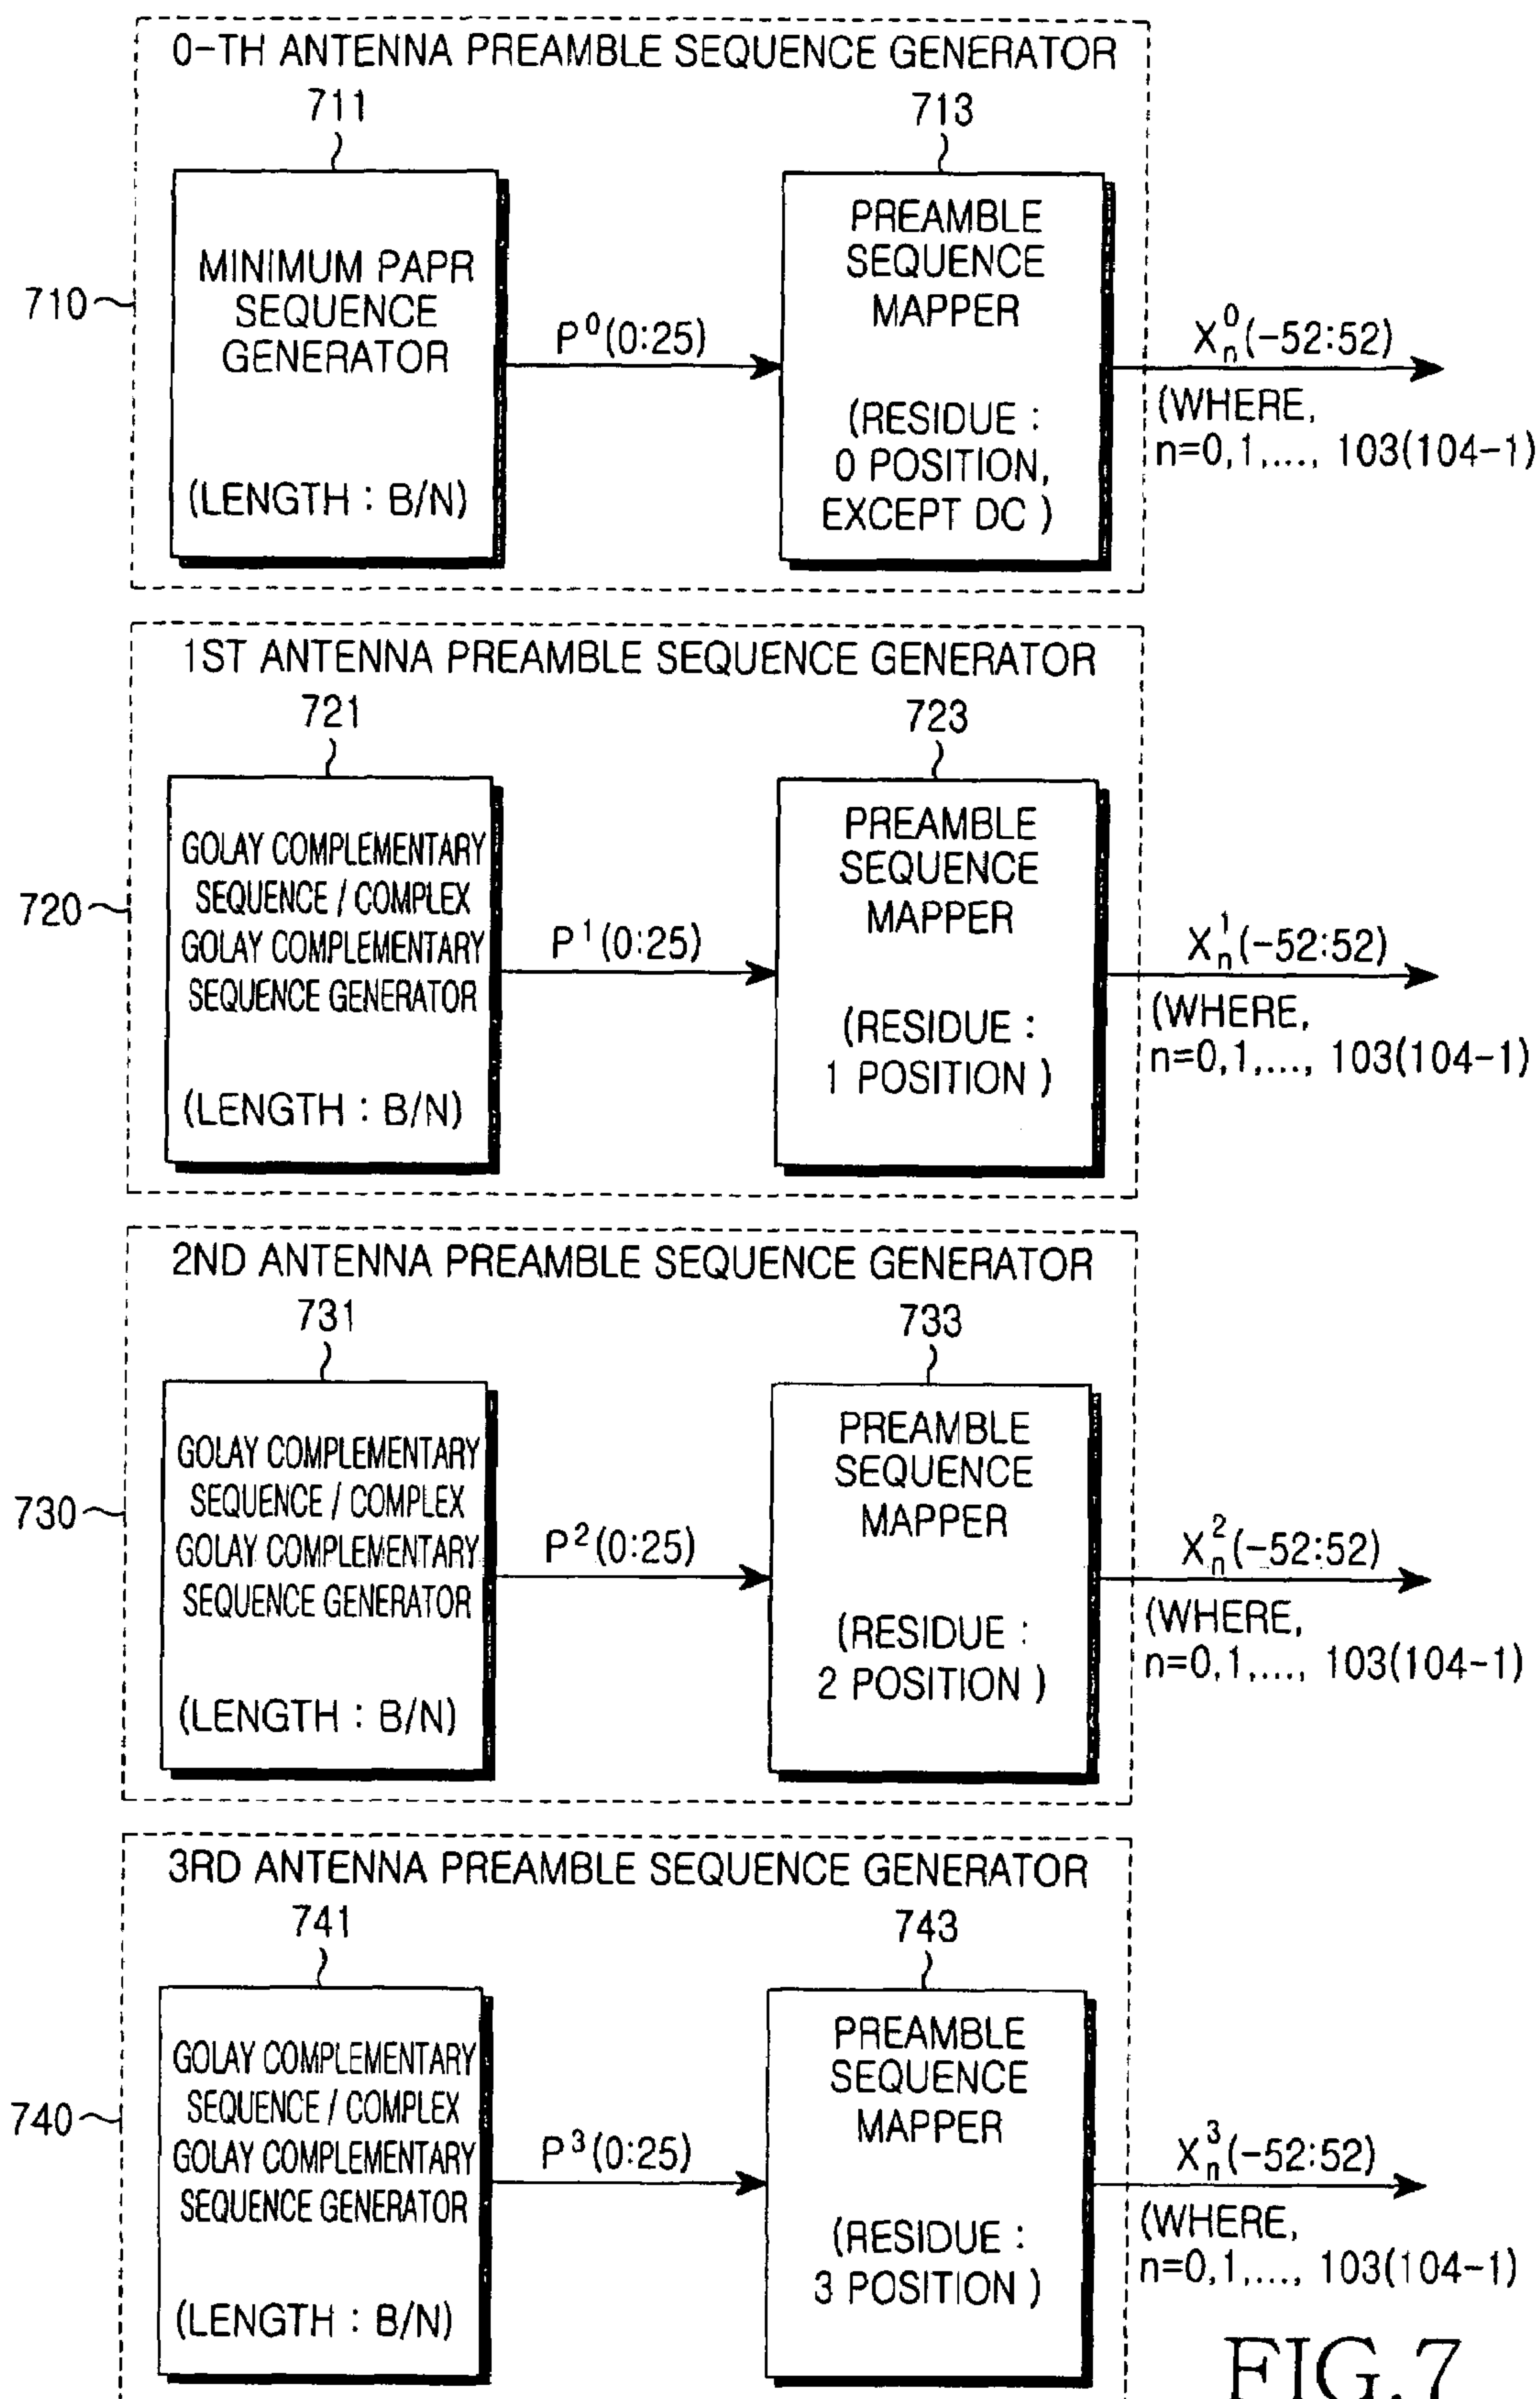 0-TH ANTENNA PREAMBLE SEQUENCE GENERATOR
711
713
MINIMUM PAPR
SEQUENCE
GENERATOR
(LENGTH : B/N)
710
P⁰(0:25)
PREAMBLE
SEQUENCE
MAPPER
(RESIDUE :
0 POSITION,
EXCEPT DC )
Xₙ⁰(-52:52)
(WHERE,
n=0,1,..., 103(104-1)
1ST ANTENNA PREAMBLE SEQUENCE GENERATOR
721
723
GOLAY COMPLEMENTARY
SEQUENCE / COMPLEX
GOLAY COMPLEMENTARY
SEQUENCE GENERATOR
(LENGTH : B/N)
720
P¹(0:25)
PREAMBLE
SEQUENCE
MAPPER
(RESIDUE :
1 POSITION )
Xₙ¹(-52:52)
(WHERE,
n=0,1,..., 103(104-1)
2ND ANTENNA PREAMBLE SEQUENCE GENERATOR
731
733
GOLAY COMPLEMENTARY
SEQUENCE / COMPLEX
GOLAY COMPLEMENTARY
SEQUENCE GENERATOR
(LENGTH : B/N)
730
P²(0:25)
PREAMBLE
SEQUENCE
MAPPER
(RESIDUE :
2 POSITION )
Xₙ²(-52:52)
(WHERE,
n=0,1,..., 103(104-1)
3RD ANTENNA PREAMBLE SEQUENCE GENERATOR
741
743
GOLAY COMPLEMENTARY
SEQUENCE / COMPLEX
GOLAY COMPLEMENTARY
SEQUENCE GENERATOR
(LENGTH : B/N)
740
P³(0:25)
PREAMBLE
SEQUENCE
MAPPER
(RESIDUE :
3 POSITION )
Xₙ³(-52:52)
(WHERE,
n=0,1,..., 103(104-1)
FIG.7